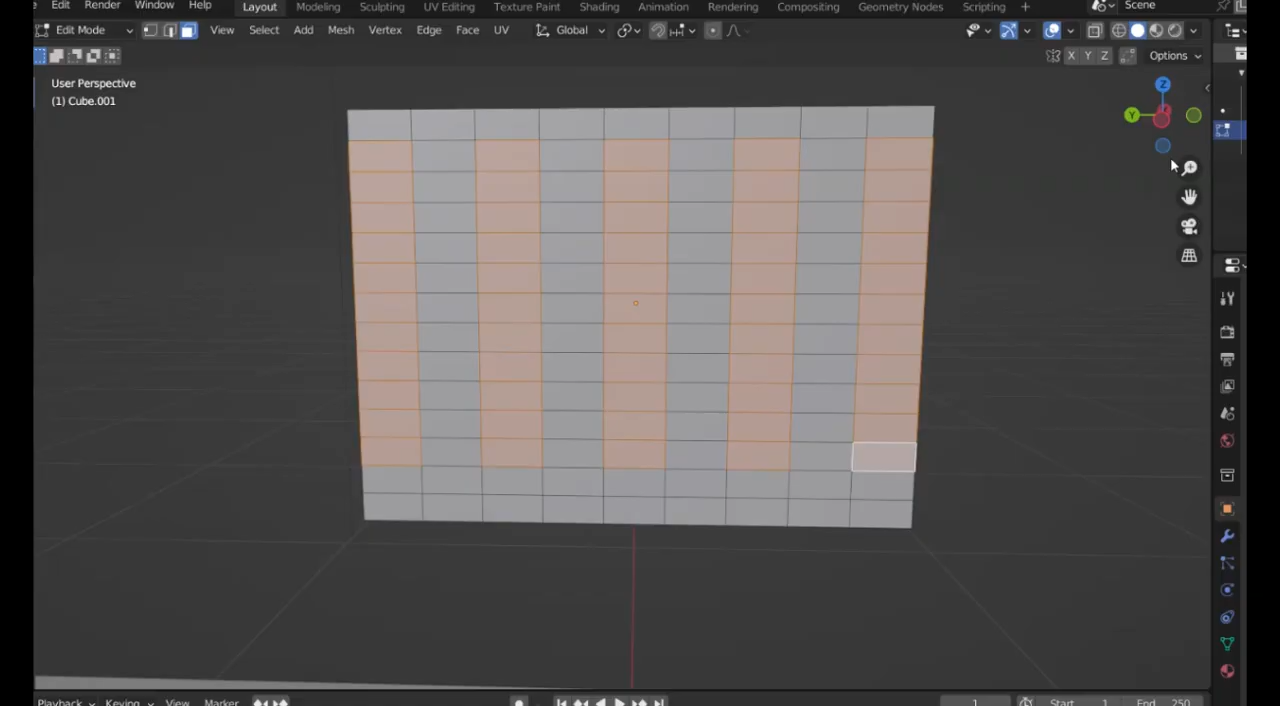 Edit Render Window Help Layout Modeling Sculpting UV Editing Texture Paint Shading Animation Rendering Compositing Geometry Nodes Scripting + Scene
Edit Mode View Select Add Mesh Vertex Edge Face UV Global
X Y Z Options
User Perspective
(1) Cube.001
Z
Y
Playback Keying View Marker 1 Start 1 End 250